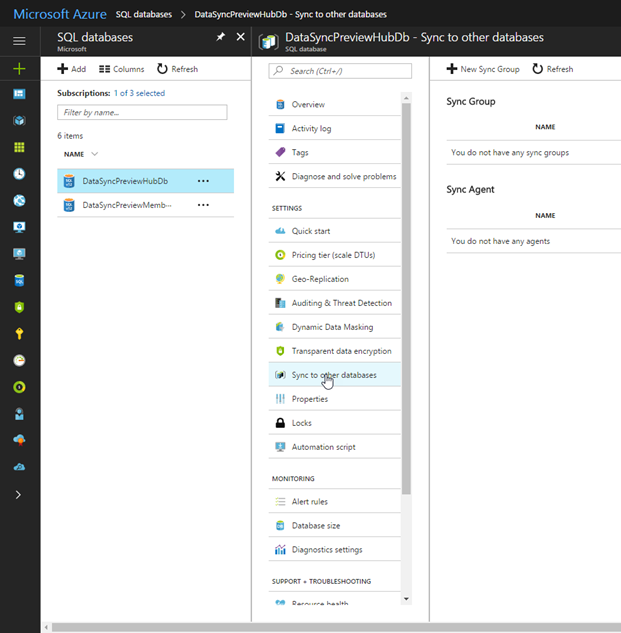 Microsoft Azure SQL databases > DataSyncPreviewHubDb - Sync to other databases
SQL databases
Microsoft
Add Columns Refresh
Subscriptions: 1 of 3 selected
Filter by name...
6 items
NAME
DataSyncPreviewHubDb ...
DataSyncPreviewMemb... ...
DataSyncPreviewHubDb - Sync to other databases
SQL database
Search (Ctrl+/)
Overview
Activity log
Tags
Diagnose and solve problems
SETTINGS
Quick start
Pricing tier (scale DTUs)
Geo-Replication
Auditing & Threat Detection
Dynamic Data Masking
Transparent data encryption
Sync to other databases
Properties
Locks
Automation script
MONITORING
Alert rules
Database size
Diagnostics settings
SUPPORT + TROUBLESHOOTING
Resource health
New Sync Group Refresh
Sync Group
NAME
You do not have any sync groups
Sync Agent
NAME
You do not have any agents